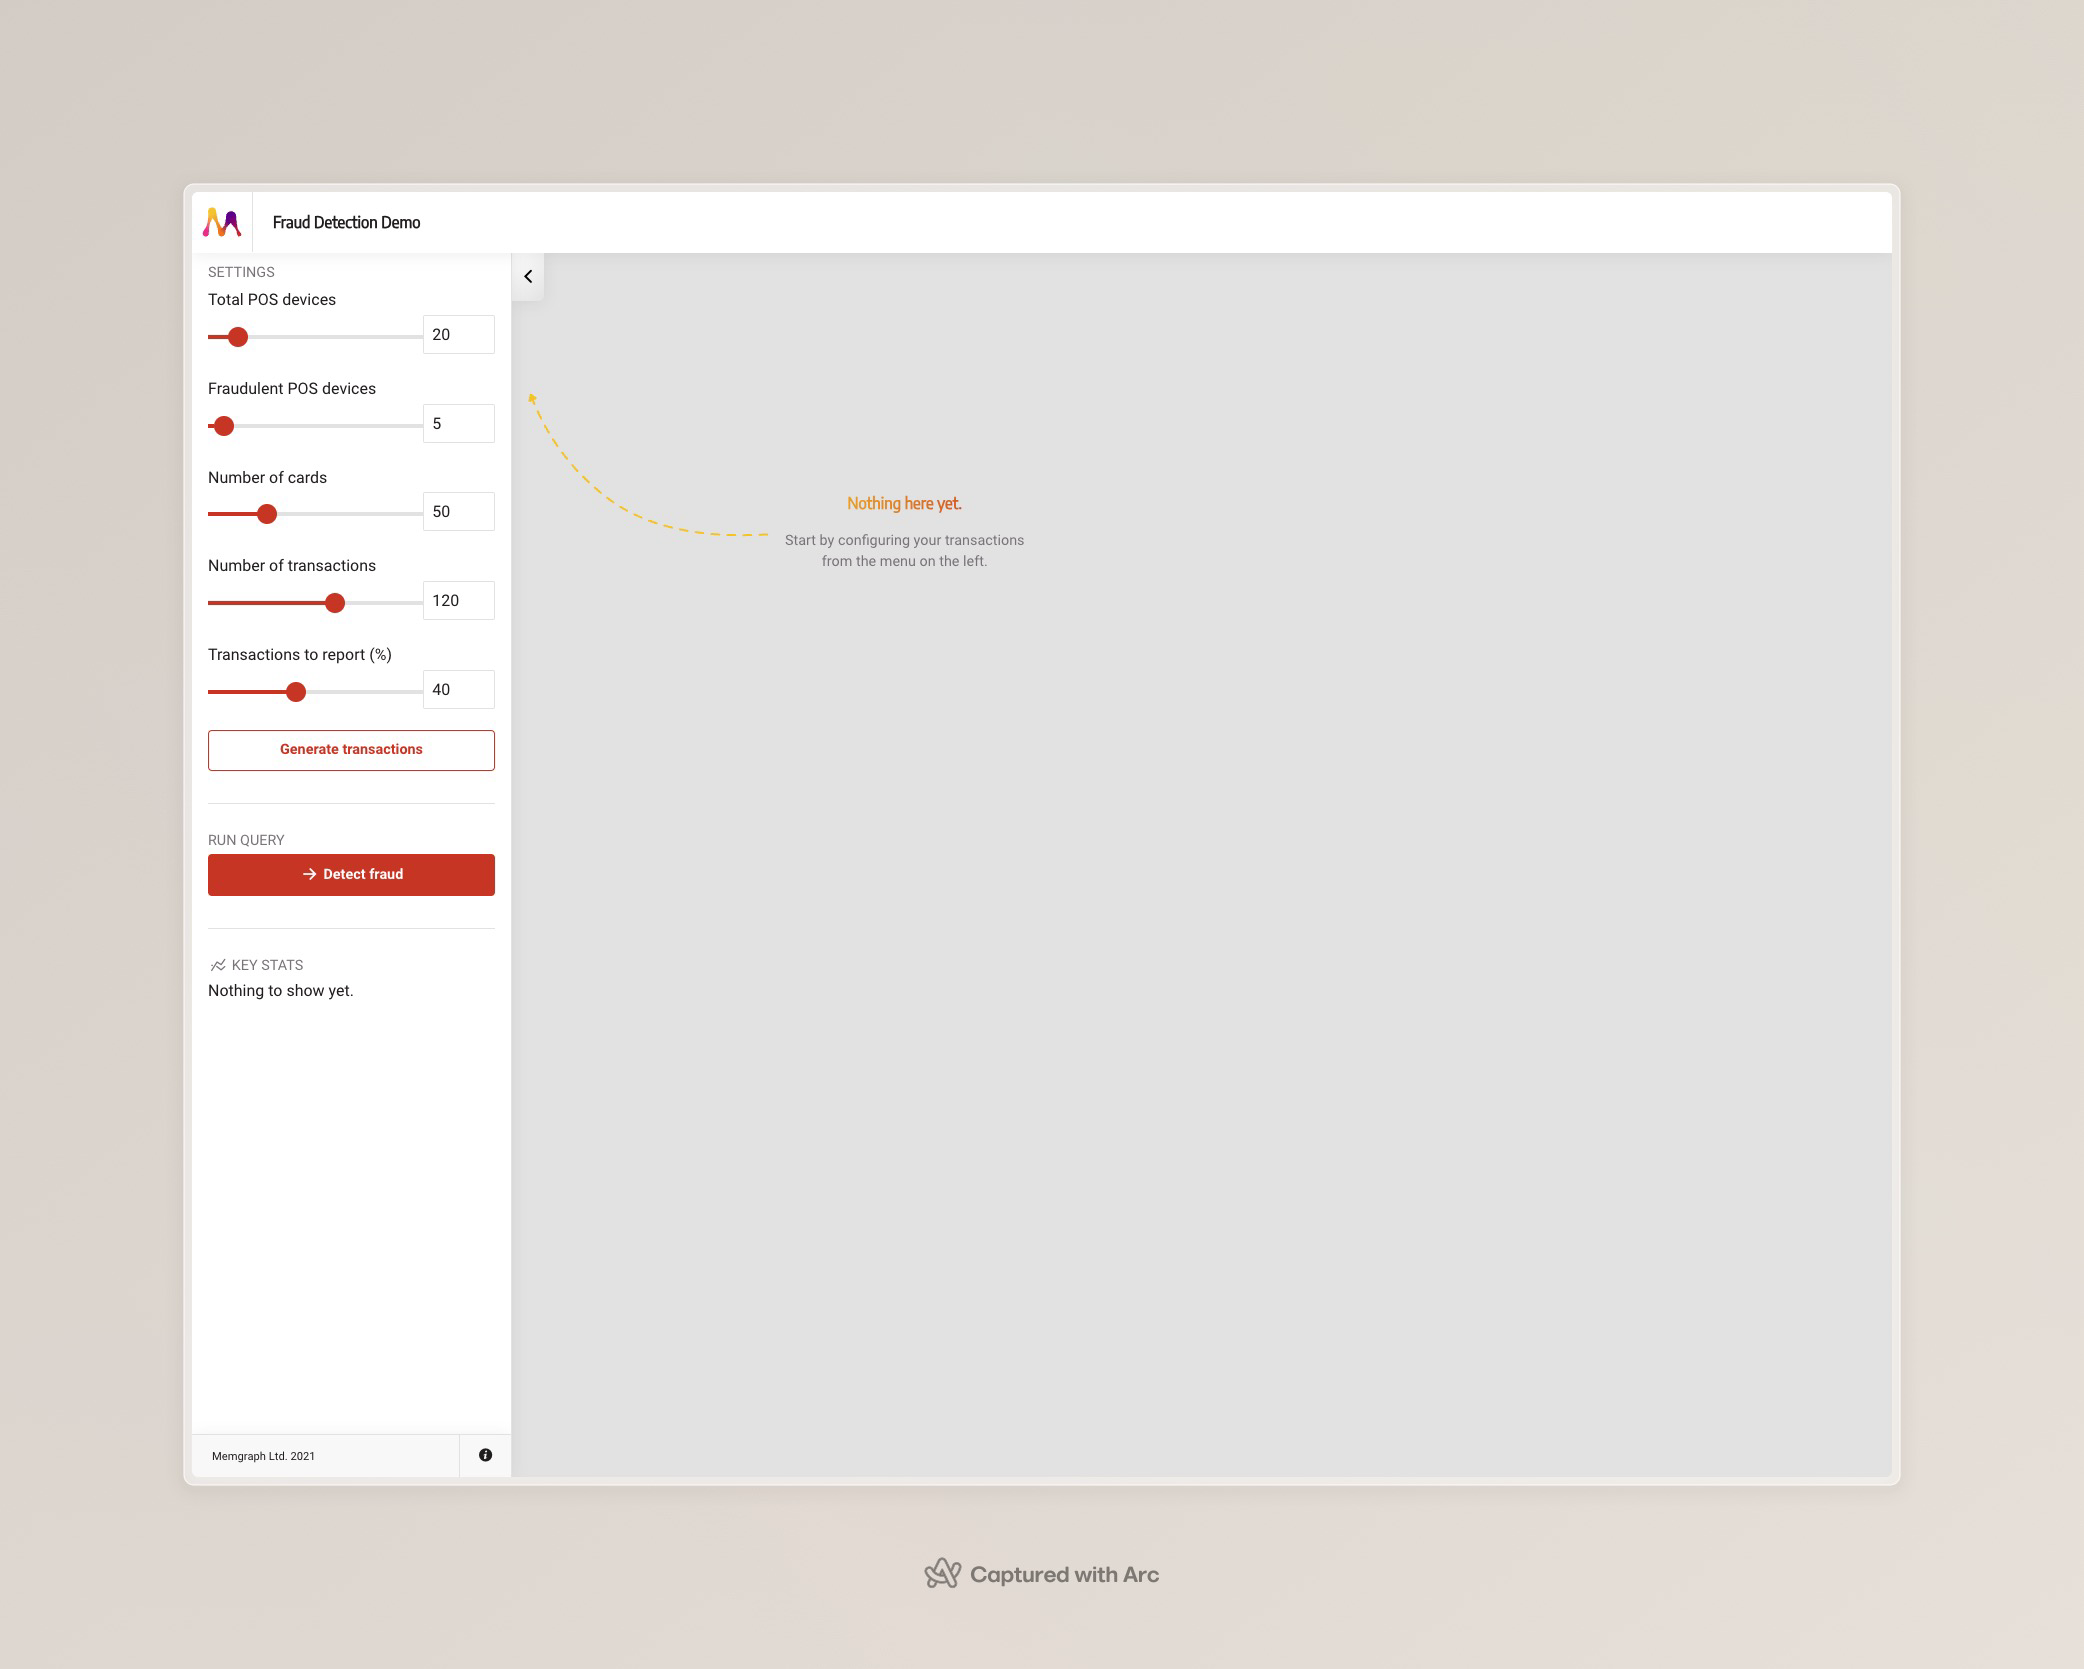 Fraud Detection Demo
SETTINGS
Total POS devices
20
Fraudulent POS devices
5
Number of cards
50
Number of transactions
120
Transactions to report (%)
40
Generate transactions
RUN QUERY
Detect fraud
KEY STATS
Nothing to show yet.
Memgraph Ltd. 2021
Nothing here yet.
Start by configuring your transactions
from the menu on the left.
Captured with Arc